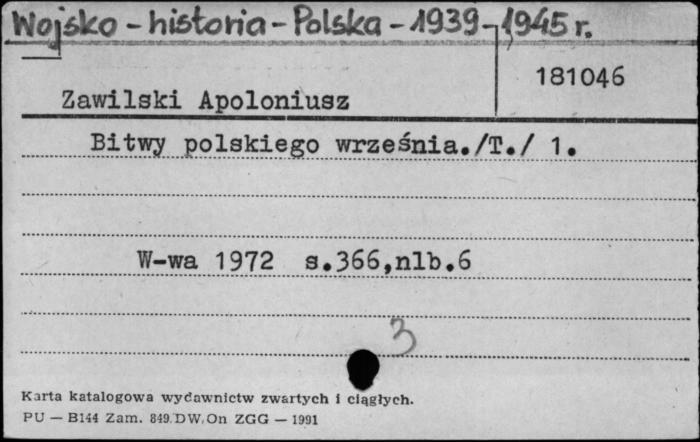 Wojsko - historia - Polska - 1939-1945 r.
181046
Zawilski Apoloniusz
Bitwy polskiego września./T./ 1.
W-wa 1972 s.366,nlb.6
3
Karta katalogowa wydawnictw zwartych i ciągłych.
PU — B144 Zam. 849.DW.On ZGG — 1991